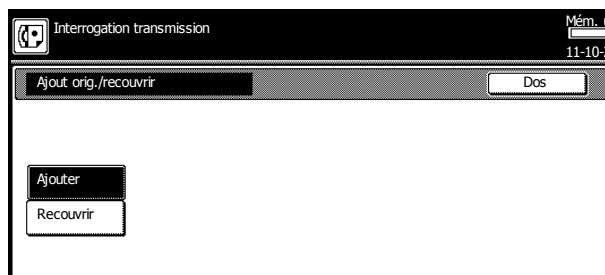 Interrogation transmission
Mém.
11-10-
Ajout orig./recouvrir
Dos
Ajouter
Recouvrir